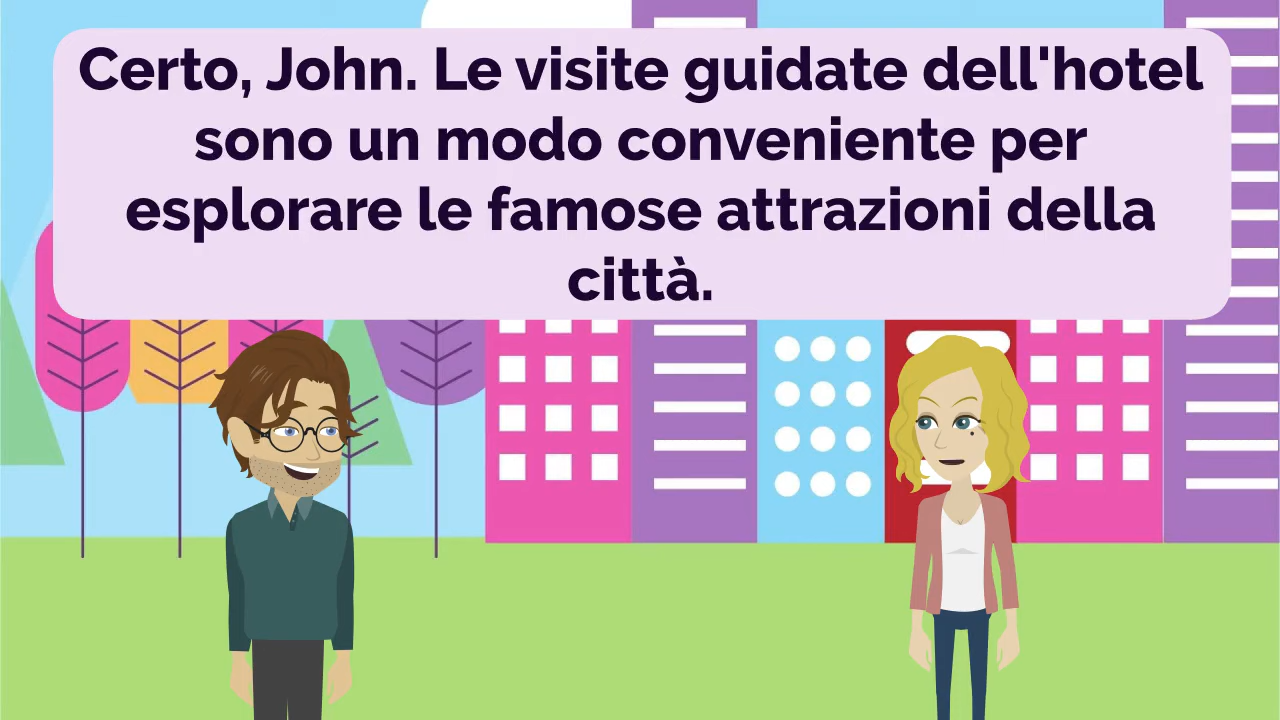 Certo, John. Le visite guidate dell'hotel
sono un modo conveniente per
esplorare le famose attrazioni della
città.